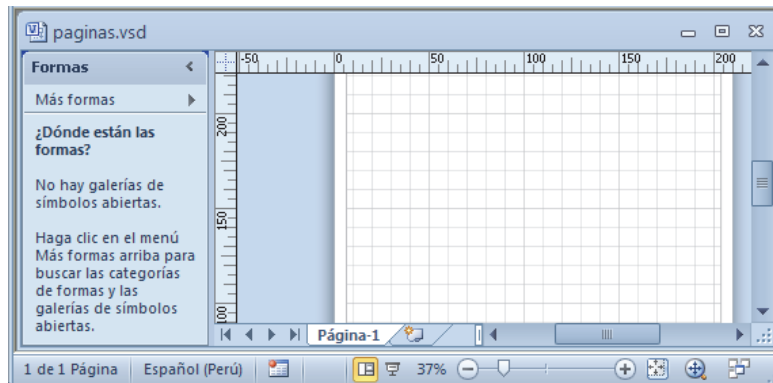 paginas.vsd
Formas
Más formas
¿Dónde están las
formas?
No hay galerías de
símbolos abiertas.
Haga clic en el menú
Más formas arriba para
buscar las categorías
de formas y las
galerías de símbolos
abiertas.
-50 0 50 100 150 200
200
150
100
Página-1
1 de 1 Página Español (Perú) 37%